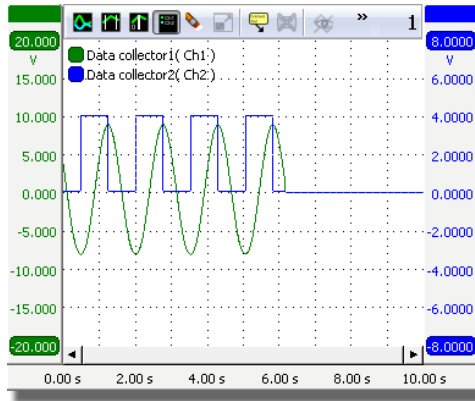 » 1
20.000 8.0000
V V
Data collector1( Ch1 )
15.000 6.0000
Data collector2( Ch2 )
10.000 4.0000
5.000 2.0000
0.000 0.0000
-5.000 -2.0000
-10.000 -4.0000
-15.000 -6.0000
-20.000 -8.0000
0.00 s 2.00 s 4.00 s 6.00 s 8.00 s 10.00 s